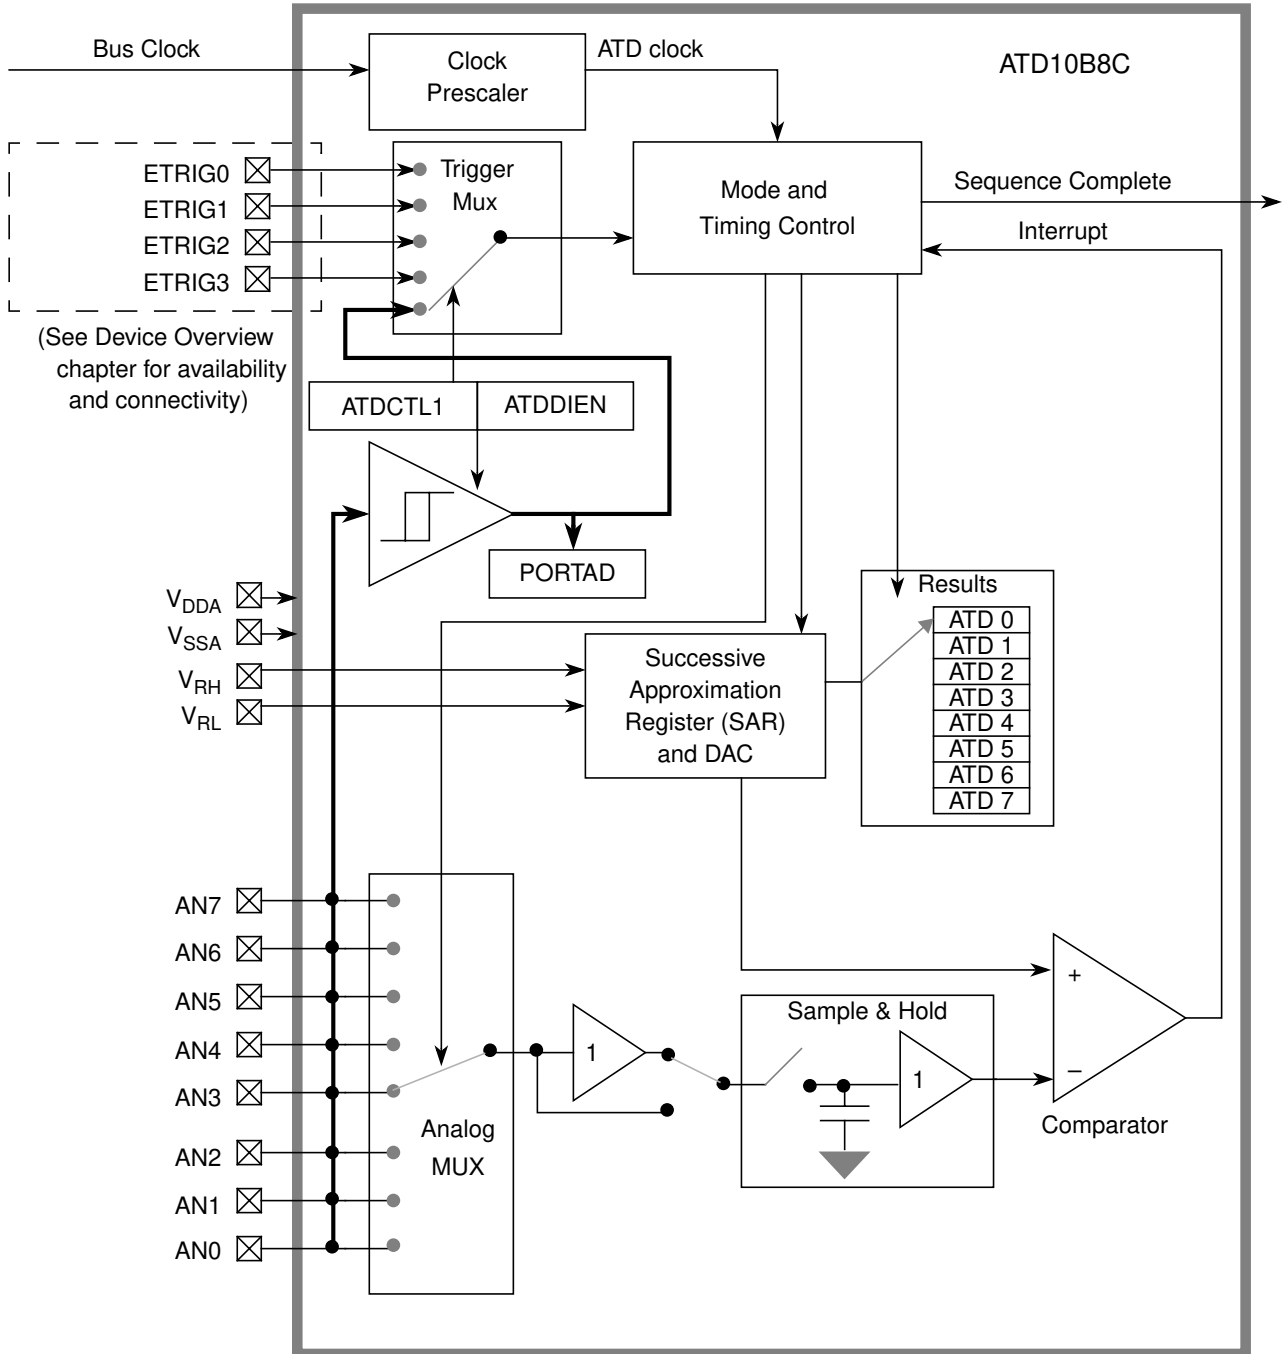 Bus Clock
Clock
Prescaler
ATD clock
ATD10B8C
ETRIG0
ETRIG1
ETRIG2
ETRIG3
(See Device Overview
chapter for availability
and connectivity)
Trigger
Mux
Mode and
Timing Control
Sequence Complete
Interrupt
ATDCTL1
ATDDIEN
PORTAD
VDDA
VSSA
VRH
VRL
Successive
Approximation
Register (SAR)
and DAC
Results
ATD 0
ATD 1
ATD 2
ATD 3
ATD 4
ATD 5
ATD 6
ATD 7
AN7
AN6
AN5
AN4
AN3
AN2
AN1
AN0
Analog
MUX
1
Sample & Hold
1
+
–
Comparator